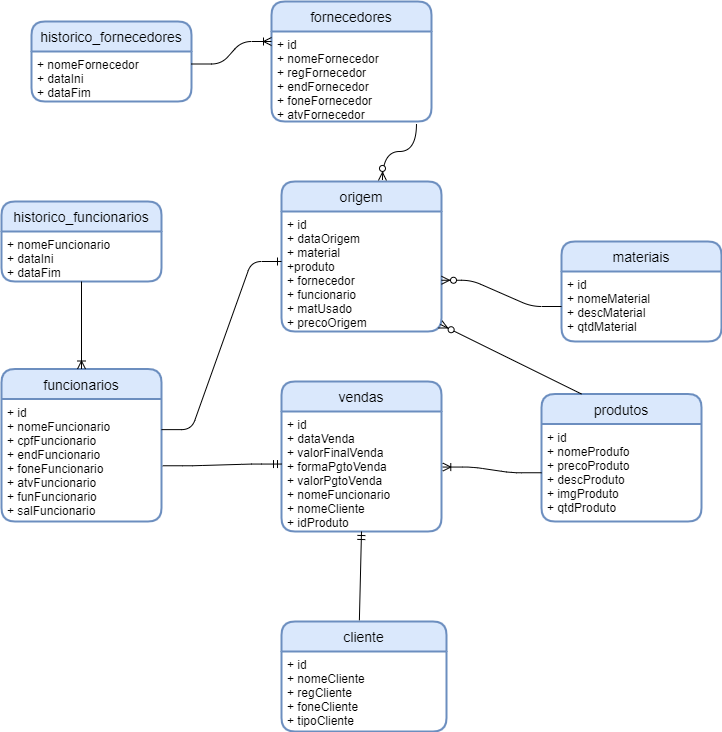 historico_fornecedores
+ nomeFornecedor
+ dataIni
+ dataFim
fornecedores
+ id
+ nomeFornecedor
+ regFornecedor
+ endFornecedor
+ foneFornecedor
+ atvFornecedor
historico_funcionarios
+ nomeFuncionario
+ dataIni
+ dataFim
origem
+ id
+ dataOrigem
+ material
+produto
+ fornecedor
+ funcionario
+ matUsado
+ precoOrigem
materiais
+ id
+ nomeMaterial
+ descMaterial
+ qtdMaterial
funcionarios
+ id
+ nomeFuncionario
+ cpfFuncionario
+ endFuncionario
+ foneFuncionario
+ atvFuncionario
+ funFuncionario
+ salFuncionario
vendas
+ id
+ dataVenda
+ valorFinalVenda
+ formaPgtoVenda
+ valorPgtoVenda
+ nomeFuncionario
+ nomeCliente
+ idProduto
produtos
+ id
+ nomeProdufo
+ precoProduto
+ descProduto
+ imgProduto
+ qtdProduto
cliente
+ id
+ nomeCliente
+ regCliente
+ foneCliente
+ tipoCliente